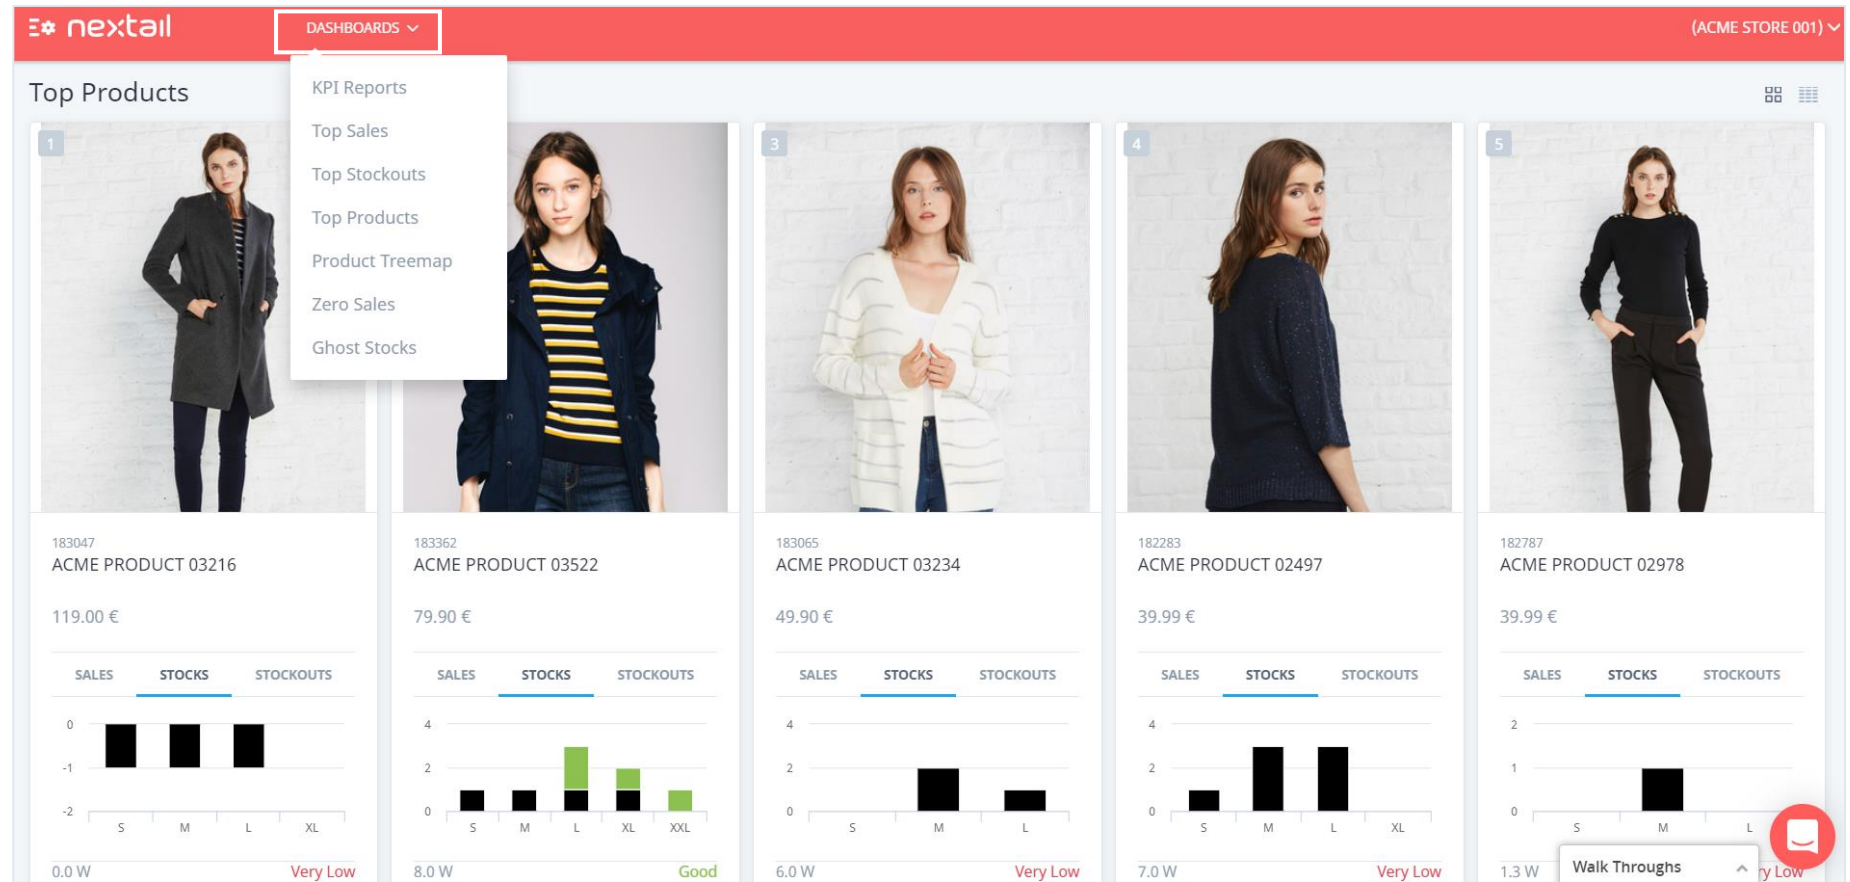 nextail
DASHBOARDS
(ACME STORE 001)
KPI Reports
Top Sales
Top Stockouts
Top Products
Product Treemap
Zero Sales
Ghost Stocks
Top Products
1
3
4
5
183047
ACME PRODUCT 03216
119.00 €
SALES STOCKS STOCKOUTS
0
-1
-2
S M L XL
0.0 W Very Low
183362
ACME PRODUCT 03522
79.90 €
SALES STOCKS STOCKOUTS
4
2
0
S M L XL XXL
8.0 W Good
183065
ACME PRODUCT 03234
49.90 €
SALES STOCKS STOCKOUTS
4
2
0
S M L
6.0 W Very Low
182283
ACME PRODUCT 02497
39.99 €
SALES STOCKS STOCKOUTS
4
2
0
S M L XL
7.0 W Very Low
182787
ACME PRODUCT 02978
39.99 €
SALES STOCKS STOCKOUTS
2
1
0
S M L
1.3 W
Walk Throughs